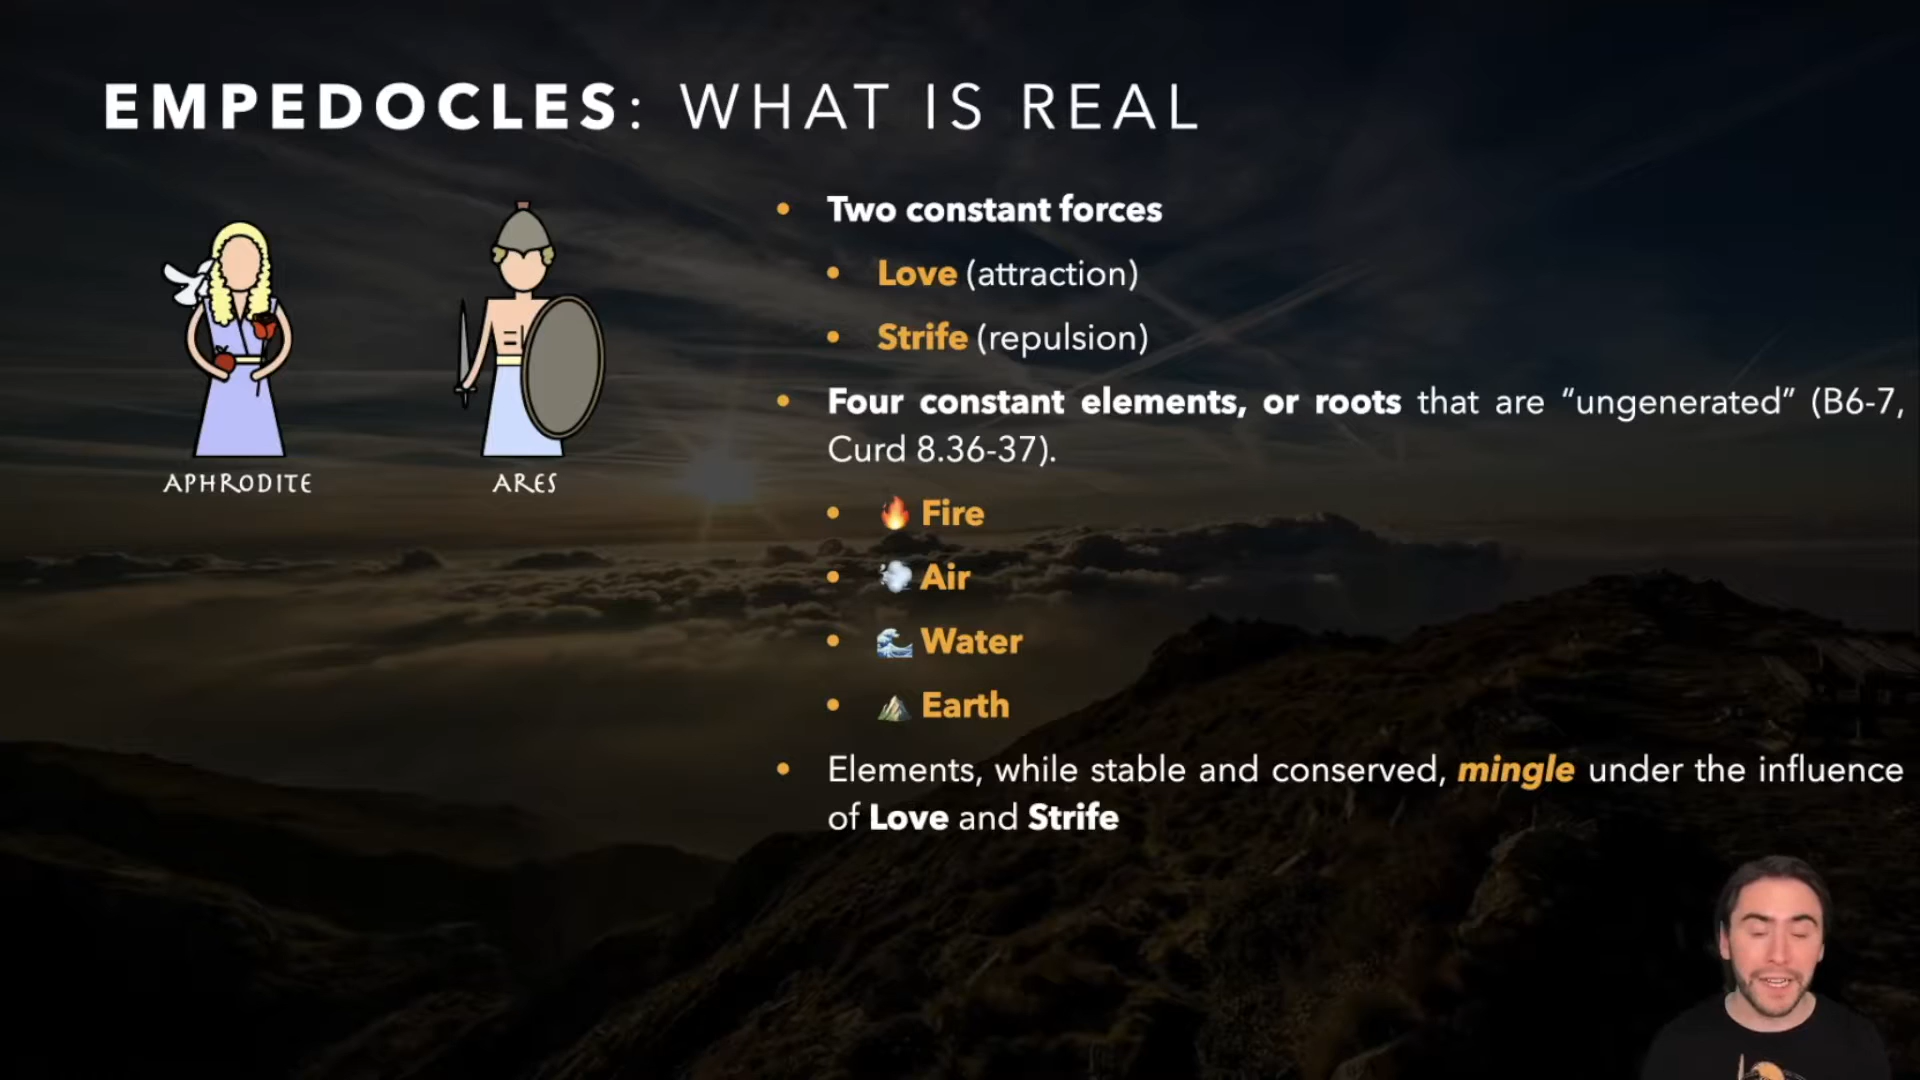 EMPEDOCLES: WHAT IS REAL
APHRODITE
ARES
• Two constant forces
• Love (attraction)
• Strife (repulsion)
• Four constant elements, or roots that are “ungenerated” (B6-7,
Curd 8.36-37).
• 🔥 Fire
• 💨 Air
• 🌊 Water
• ⛰️ Earth
• Elements, while stable and conserved, mingle under the influence
of Love and Strife